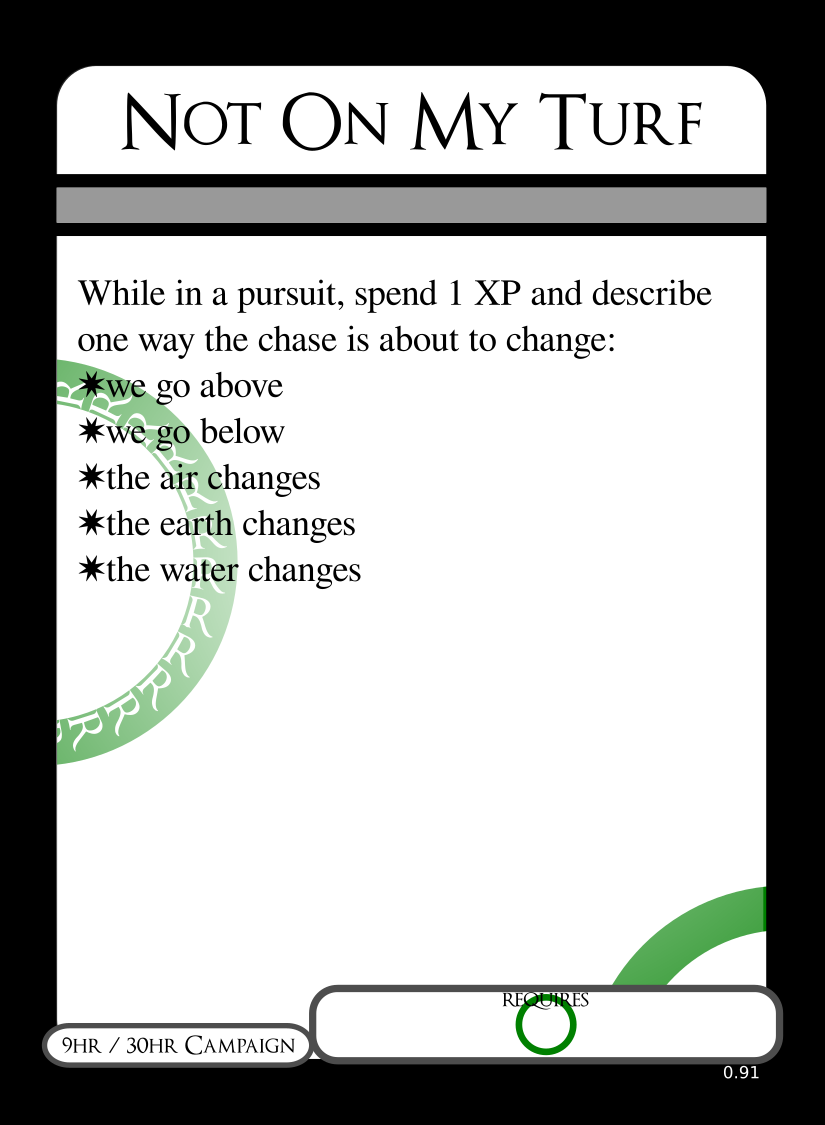 Not On My Turf
While in a pursuit, spend 1 XP and describe
one way the chase is about to change:
✷we go above
✷we go below
✷the air changes
✷the earth changes
✷the water changes
REQUIRES
9hr / 30hr Campaign
0.91